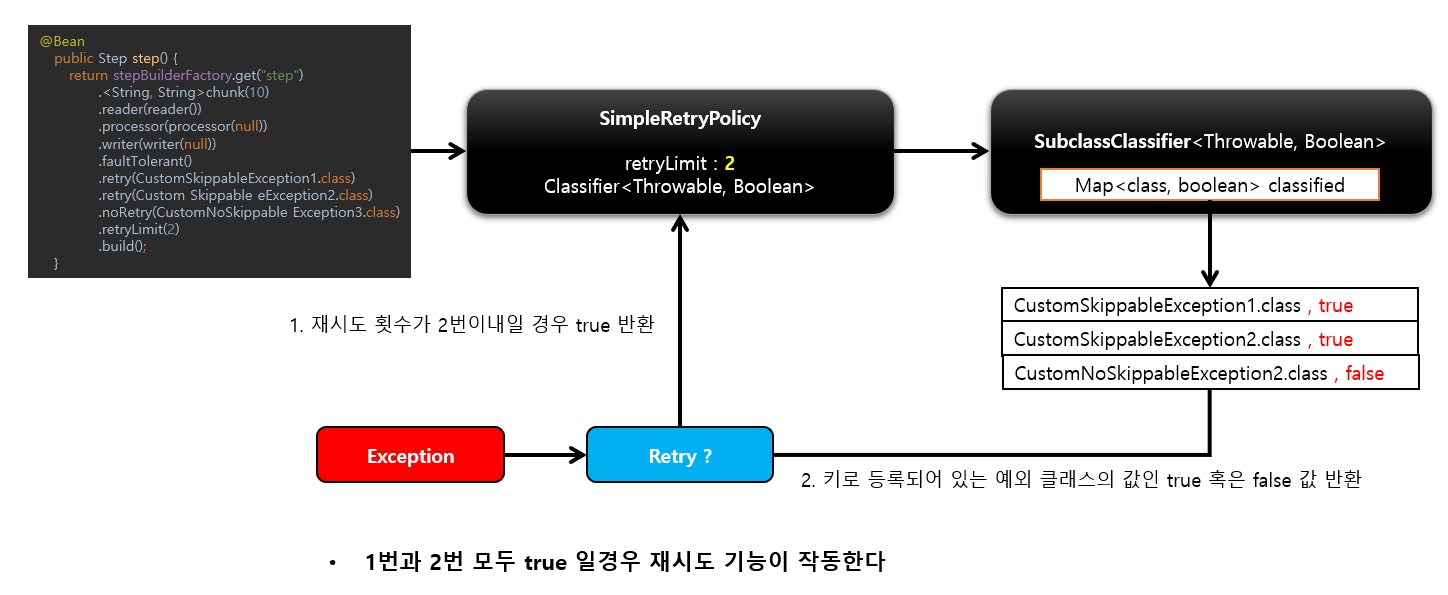 @Bean
public Step step() {
return stepBuilderFactory.get("step")
.<String, String>chunk(10)
.reader(reader())
.processor(processor(null))
.writer(writer(null))
.faultTolerant()
.retry(CustomSkippableException1.class)
.retry(Custom Skippable eException2.class)
.noRetry(CustomNoSkippable Exception3.class)
.retryLimit(2)
.build();
}
SimpleRetryPolicy
retryLimit : 2
Classifier<Throwable, Boolean>
SubclassClassifier<Throwable, Boolean>
Map<class, boolean> classified
CustomSkippableException1.class , true
CustomSkippableException2.class , true
CustomNoSkippableException2.class , false
1. 재시도 횟수가 2번이내일 경우 true 반환
Exception
Retry ?
2. 키로 등록되어 있는 예외 클래스의 값인 true 혹은 false 값 반환
• 1번과 2번 모두 true 일경우 재시도 기능이 작동한다